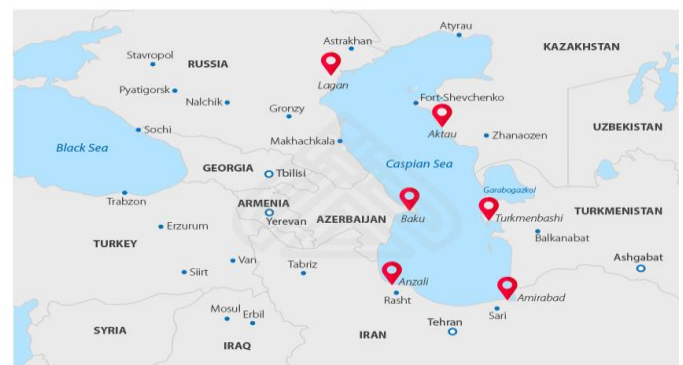 Atyrau
Astrakhan
KAZAKHSTAN
Stavropol
RUSSIA
Lagan
Pyatigorsk
Nalchik
Fort-Shevchenko
Gronzy
Aktau
Zhanaozen
UZBEKISTAN
Sochi
Makhachkala
Black Sea
Caspian Sea
GEORGIA
Tbilisi
Garabogazkol
Trabzon
ARMENIA
Yerevan
AZERBAIJAN
Baku
Turkmenbashi
TURKMENISTAN
Erzurum
Balkanabat
TURKEY
Van
Tabriz
Ashgabat
Siirt
Anzali
Rasht
Amirabad
Mosul
Erbil
Sari
SYRIA
IRAQ
IRAN
Tehran